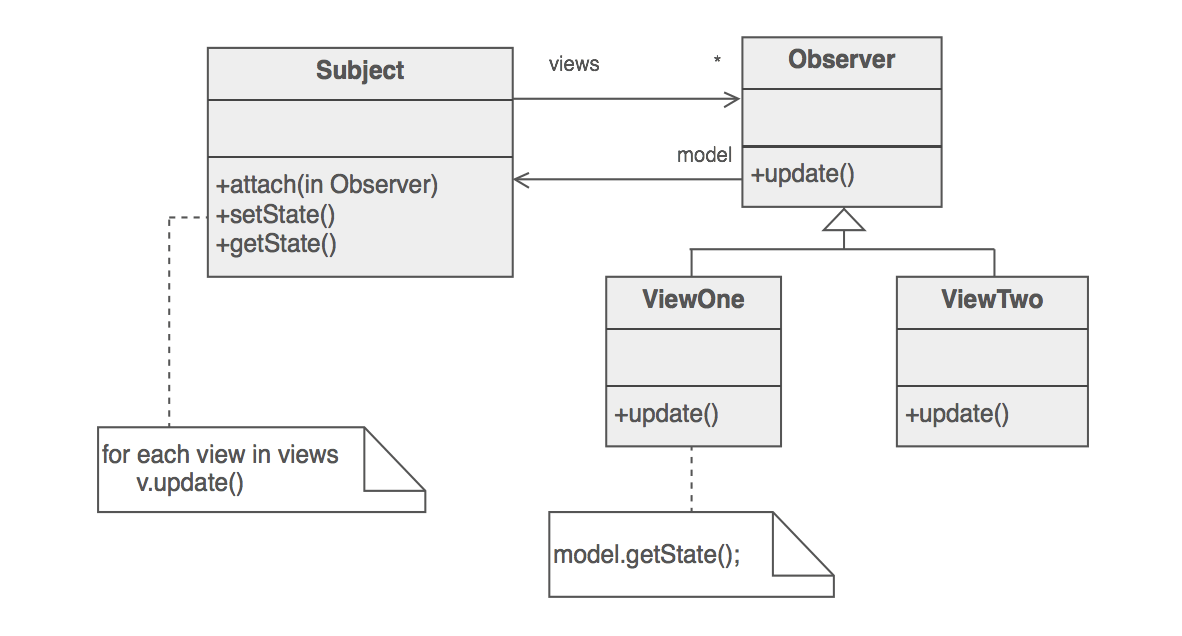 Subject
+attach(in Observer)
+setState()
+getState()
views
*
model
Observer
+update()
ViewOne
+update()
ViewTwo
+update()
for each view in views
v.update()
model.getState();